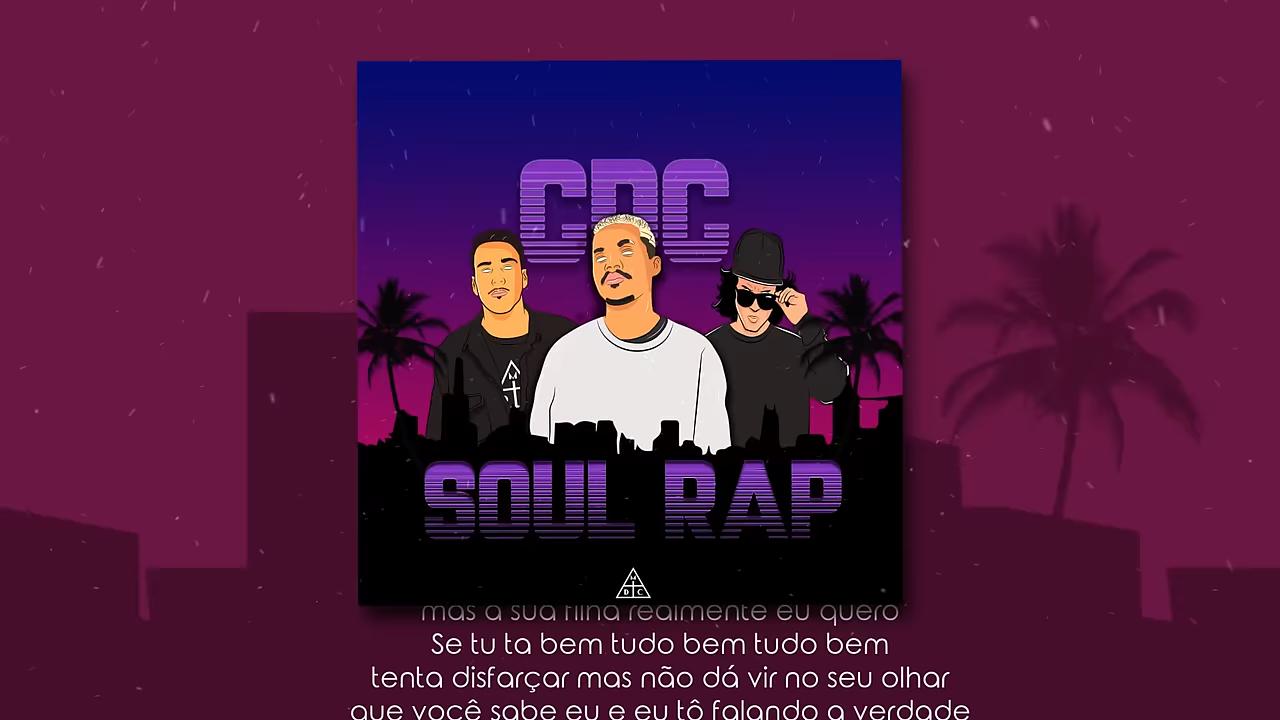 CDC
M
SOUL RAP
M
D C
mas a sua filha realmente eu quero
Se tu ta bem tudo bem tudo bem
tenta disfarçar mas não dá vir no seu olhar
que você sabe eu e eu tô falando a verdade